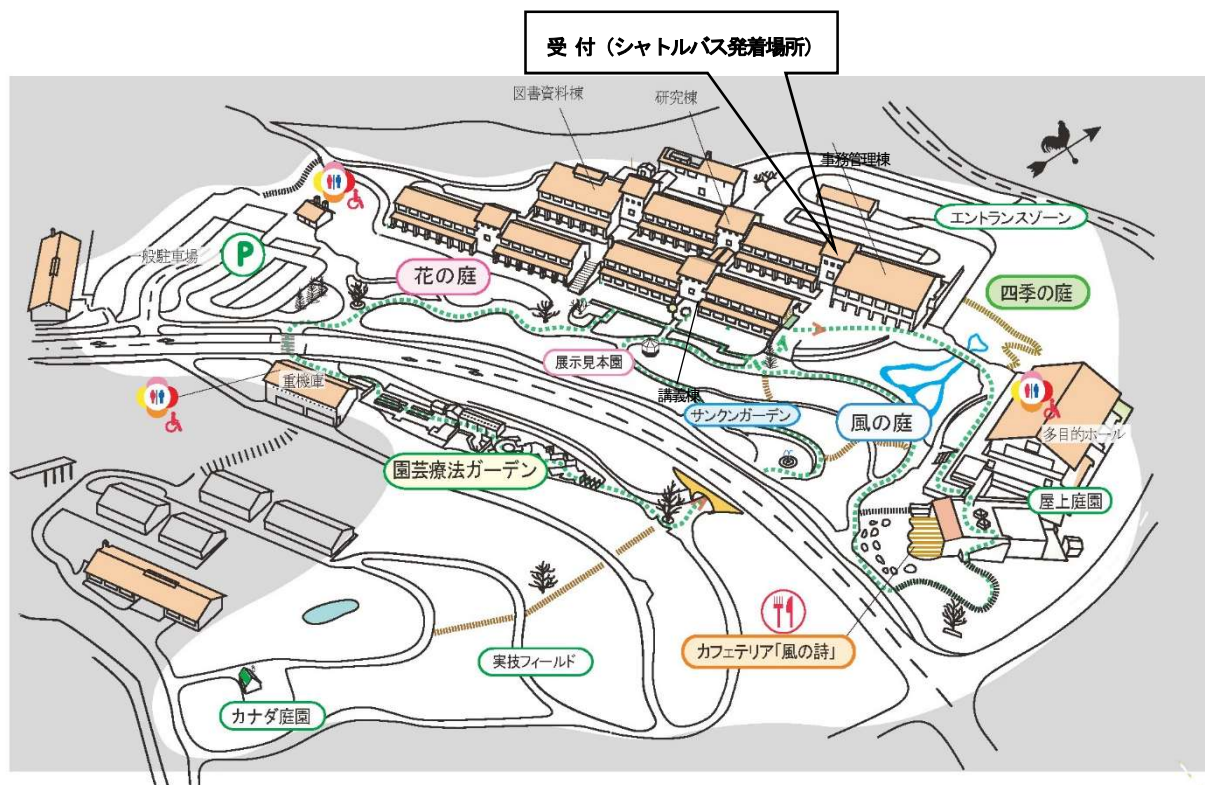 受 付（シャトルバス発着場所）
図書資料棟
研究棟
事務管理棟
エントランスゾーン
一般駐車場
P
花の庭
四季の庭
展示見本園
重機庫
講義棟
サンクンガーデン
風の庭
多目的ホール
園芸療法ガーデン
屋上庭園
実技フィールド
カフェテリア「風の詩」
カナダ庭園